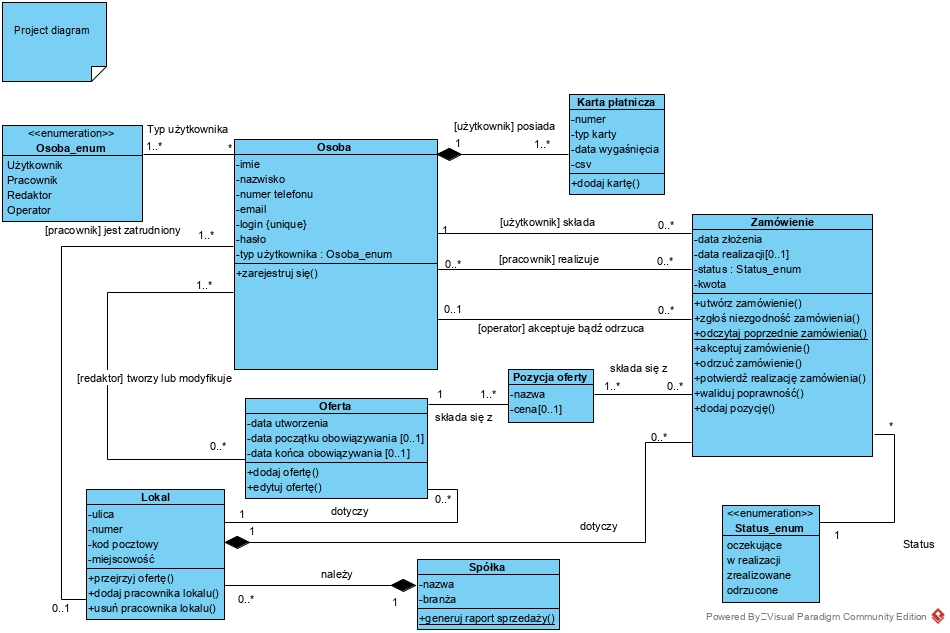 Project diagram
<<enumeration>>
Osoba_enum
Użytkownik
Pracownik
Redaktor
Operator
Typ użytkownika
1..*
*
Osoba
-imie
-nazwisko
-numer telefonu
-email
-login {unique}
-hasło
-typ użytkownika : Osoba_enum
+zarejestruj się()
[użytkownik] posiada
1
1..*
Karta płatnicza
-numer
-typ karty
-data wygaśnięcia
-csv
+dodaj kartę()
[użytkownik] składa
1
0..*
[pracownik] realizuje
0..*
0..*
0..1
0..*
[operator] akceptuje bądź odrzuca
Zamówienie
-data złożenia
-data realizacji[0..1]
-status : Status_enum
-kwota
+utwórz zamówienie()
+zgłoś niezgodność zamówienia()
+odczytaj poprzednie zamówienia()
+akceptuj zamówienie()
+odrzuć zamówienie()
+potwierdź realizację zamówienia()
+waliduj poprawność()
+dodaj pozycję()
[pracownik] jest zatrudniony
1..*
1..*
[redaktor] tworzy lub modyfikuje
0..*
Oferta
-data utworzenia
-data początku obowiązywania [0..1]
-data końca obowiązywania [0..1]
+dodaj ofertę()
+edytuj ofertę()
1
1..*
składa się z
Pozycja oferty
-nazwa
-cena[0..1]
składa się z
1..*
0..*
0..*
*
Lokal
-ulica
-numer
-kod pocztowy
-miejscowość
+przejrzyj ofertę()
+dodaj pracownika lokalu()
+usuń pracownika lokalu()
0..1
0..*
1
dotyczy
1
dotyczy
należy
0..*
1
Spółka
-nazwa
-branża
+generuj raport sprzedaży()
<<enumeration>>
Status_enum
oczekujące
w realizacji
zrealizowane
odrzucone
1
Status
Powered By Visual Paradigm Community Edition